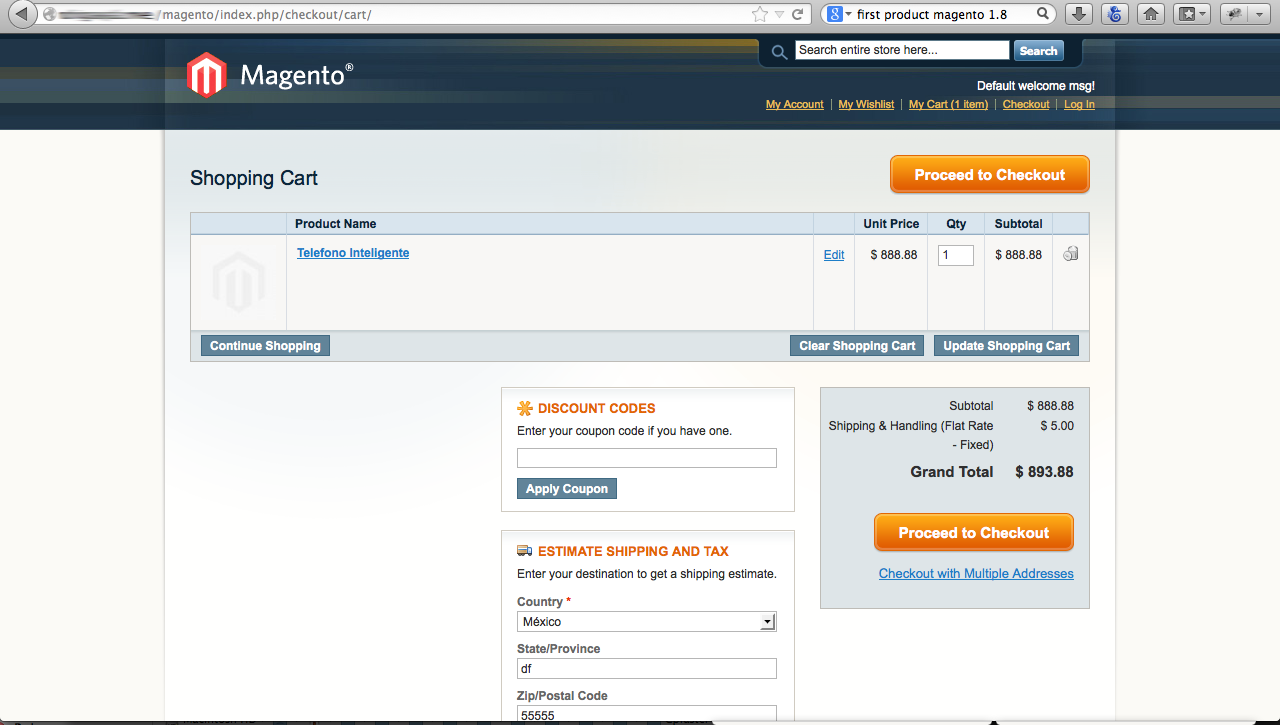 /magento/index.php/checkout/cart/
first product magento 1.8
Magento®
Search entire store here...
Search
Default welcome msg!
My Account | My Wishlist | My Cart (1 item) | Checkout | Log In
Shopping Cart
Proceed to Checkout
Product Name Unit Price Qty Subtotal
Telefono Inteligente Edit $ 888.88 1 $ 888.88
Continue Shopping Clear Shopping Cart Update Shopping Cart
DISCOUNT CODES
Enter your coupon code if you have one.
Apply Coupon
Subtotal $ 888.88
Shipping & Handling (Flat Rate $ 5.00
- Fixed)
Grand Total $ 893.88
Proceed to Checkout
Checkout with Multiple Addresses
ESTIMATE SHIPPING AND TAX
Enter your destination to get a shipping estimate.
Country *
México
State/Province
df
Zip/Postal Code
55555